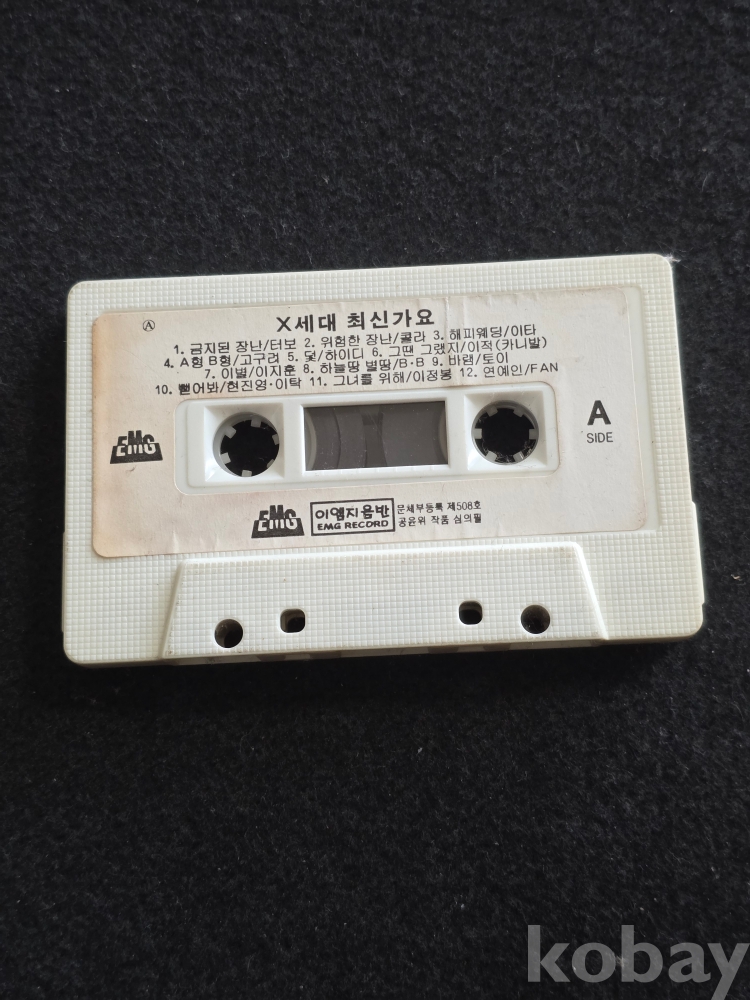 Ⓐ
X세대 최신가요
1. 금지된 장난/터보 2. 위험한 장난/쿨라 3. 해피웨딩/이타
4. A형 B형/고구려 5. 덫/하이디 6. 그땐 그랬지/이적(카니발)
7. 이별/이지훈 8. 하늘땅 별땅/B·B 9. 바램/토이
10. 뻗어봐/현진영·이탁 11. 그녀를 위해/이정봉 12. 연예인/FAN
EMG
A
SIDE
EMG
이엠지음반
EMG RECORD
문체부등록 제508호
공윤위 작품 심의필
kobay